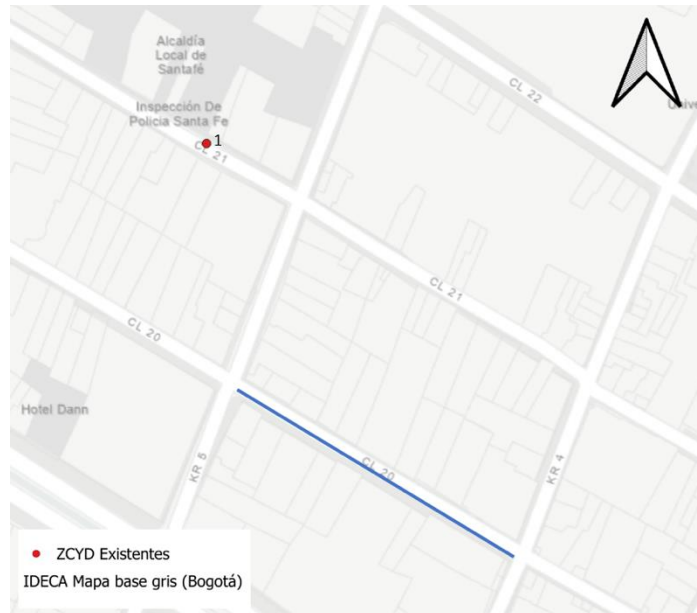 Alcaldía
Local de
Santafé
CL 22
Inspección De
Policia Santa Fe
1
CL 21
CL 21
CL 20
Hotel Dann
KR 5
CL 20
KR 4
ZCYD Existentes
IDECA Mapa base gris (Bogotá)